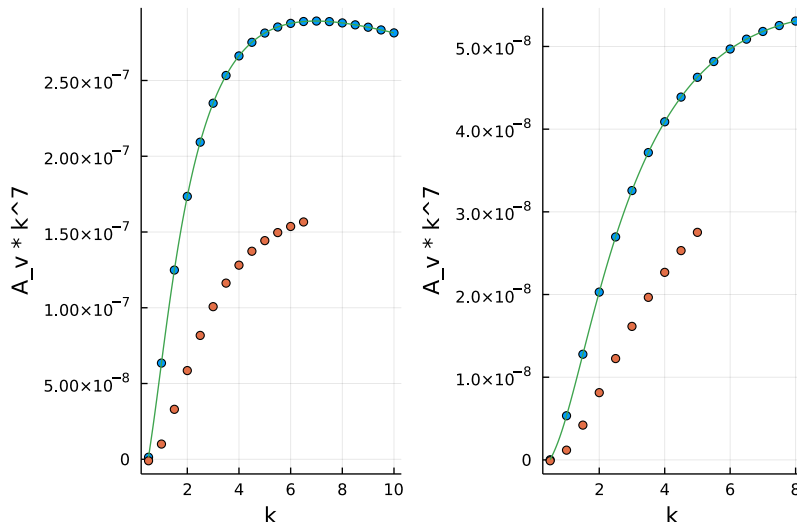 2.50×10⁻⁷
2.00×10⁻⁷
1.50×10⁻⁷
1.00×10⁻⁷
5.00×10⁻⁸
0
A_v * k^7
2 4 6 8 10
k
5.0×10⁻⁸
4.0×10⁻⁸
3.0×10⁻⁸
2.0×10⁻⁸
1.0×10⁻⁸
0
A_v * k^7
2 4 6 8
k